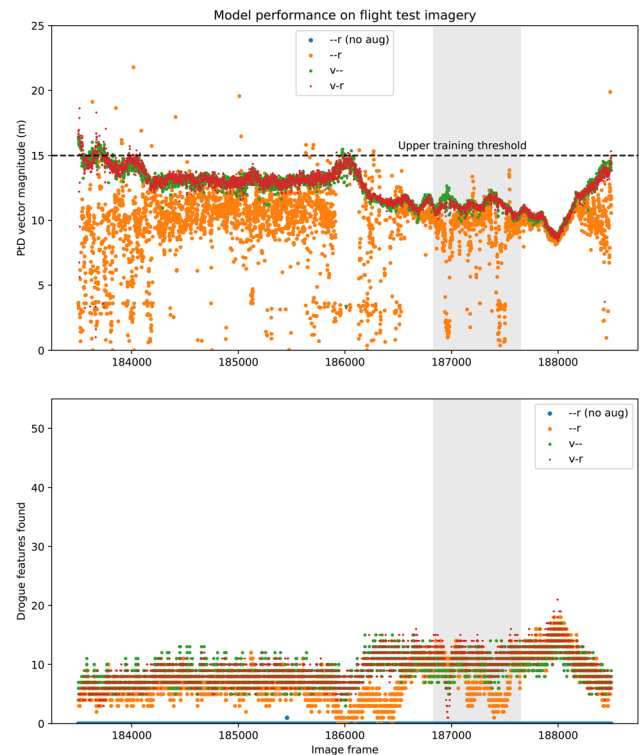 Model performance on flight test imagery
25
20
15
10
5
0
PtD vector magnitude (m)
--r (no aug)
--r
v--
v-r
Upper training threshold
184000 185000 186000 187000 188000
50
40
30
20
10
0
Drogue features found
--r (no aug)
--r
v--
v-r
184000 185000 186000 187000 188000
Image frame